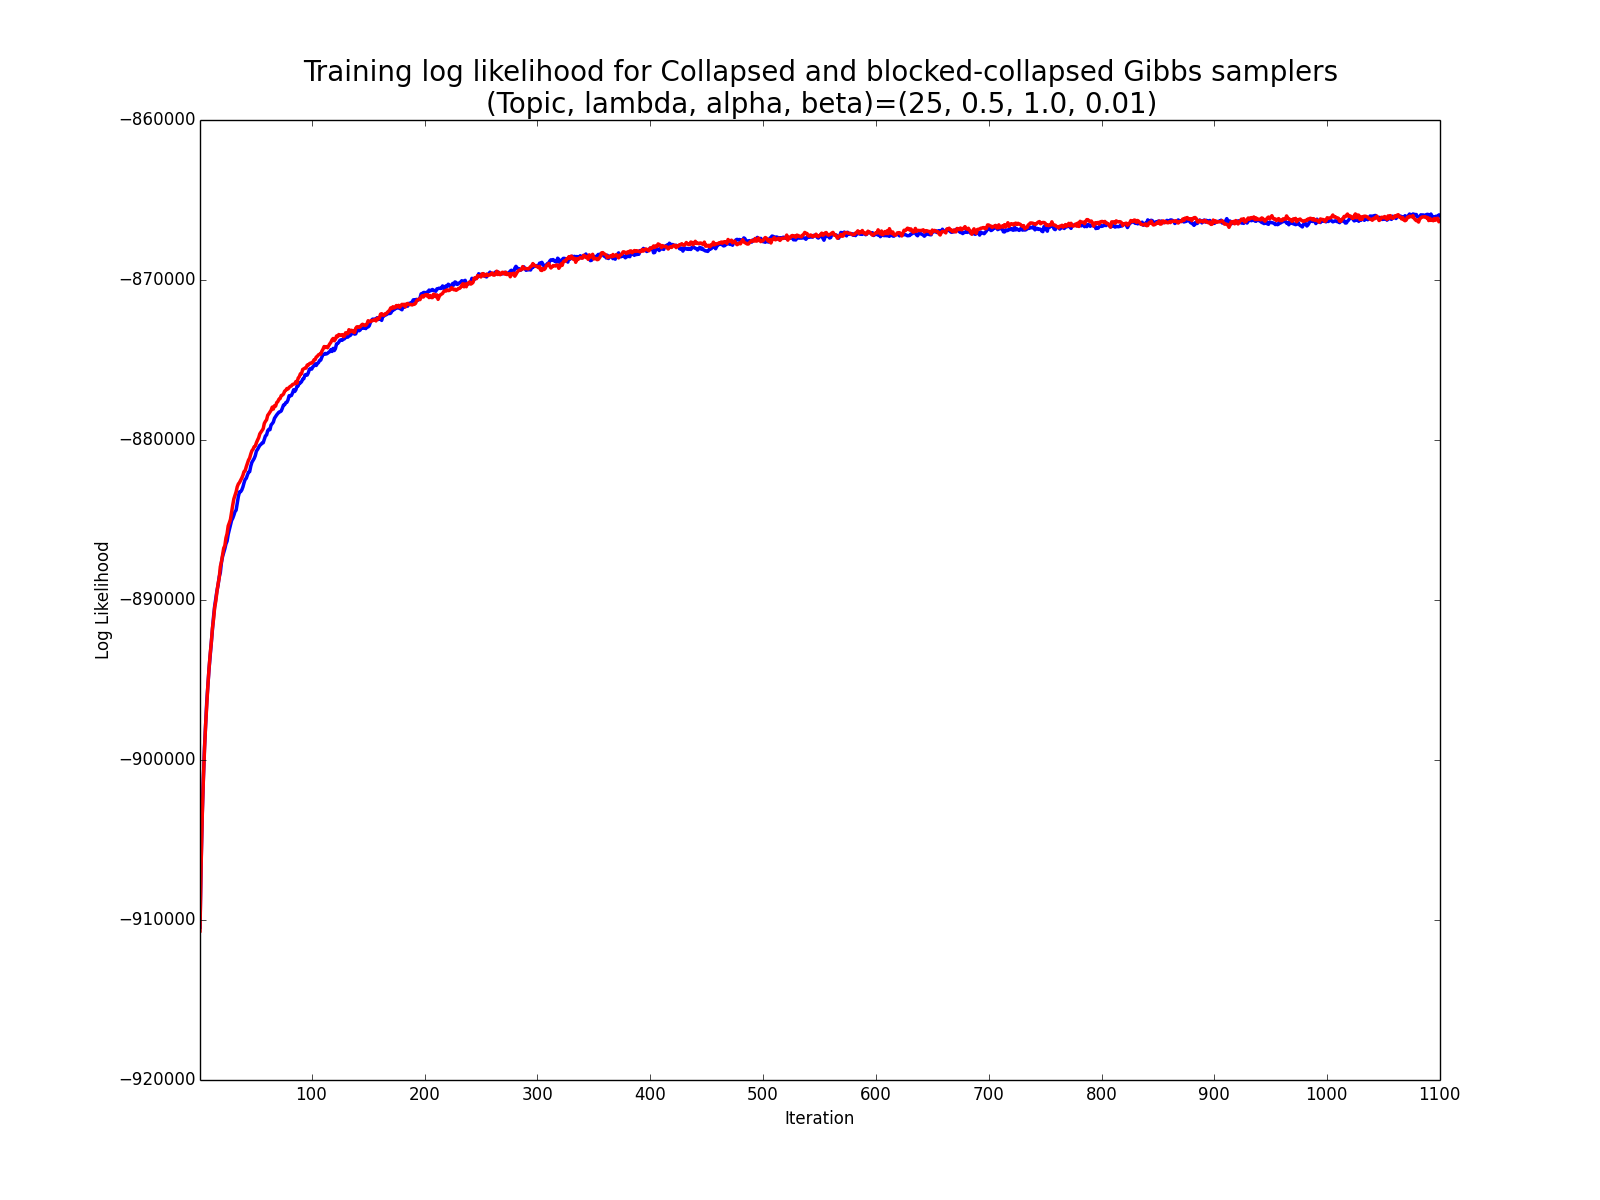 Training log likelihood for Collapsed and blocked-collapsed Gibbs samplers
(Topic, lambda, alpha, beta)=(25, 0.5, 1.0, 0.01)
−860000
−870000
−880000
−890000
−900000
−910000
−920000
Log Likelihood
100 200 300 400 500 600 700 800 900 1000 1100
Iteration